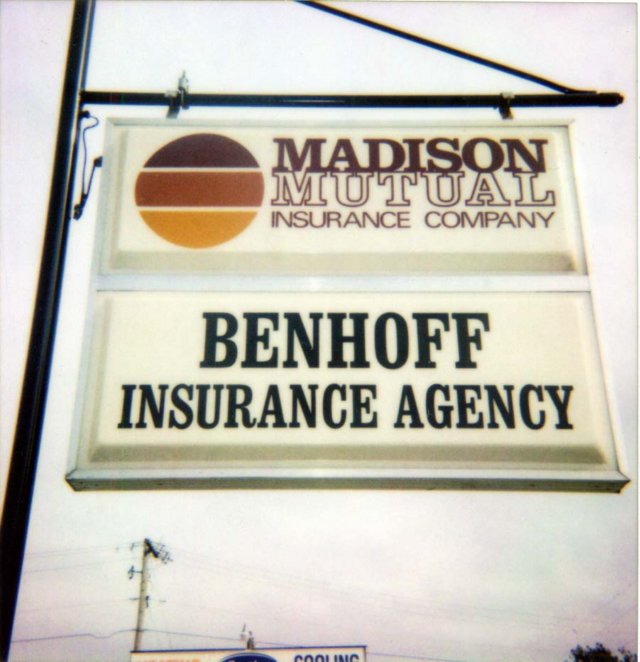 MADISON
MUTUAL
INSURANCE COMPANY
BENHOFF
INSURANCE AGENCY
COOLING